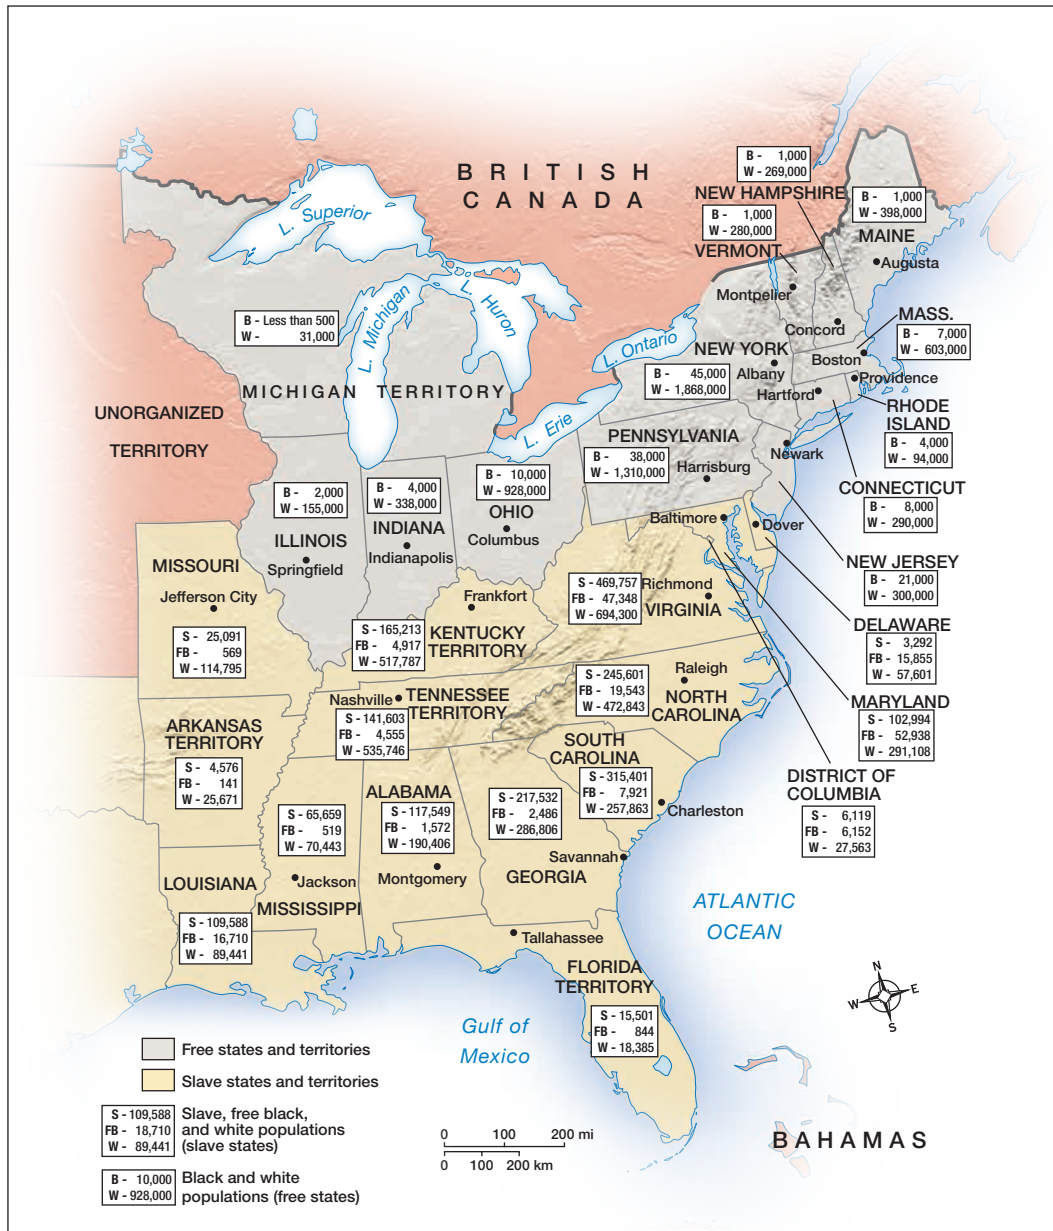 BRITISH
CANADA
B - 1,000
W - 269,000
NEW HAMPSHIRE
B - 1,000
W - 280,000
VERMONT
B - 1,000
W - 398,000
MAINE
Augusta
Montpelier
Concord
MASS.
B - 7,000
W - 603,000
Boston
Providence
Hartford
RHODE
ISLAND
B - 4,000
W - 94,000
CONNECTICUT
B - 8,000
W - 290,000
NEW JERSEY
B - 21,000
W - 300,000
DELAWARE
S - 3,292
FB - 15,855
W - 57,601
MARYLAND
S - 102,994
FB - 52,938
W - 291,108
DISTRICT OF
COLUMBIA
S - 6,119
FB - 6,152
W - 27,563
L. Superior
L. Michigan
L. Huron
L. Ontario
L. Erie
B - Less than 500
W - 31,000
MICHIGAN TERRITORY
UNORGANIZED
TERRITORY
NEW YORK
Albany
B - 45,000
W - 1,868,000
PENNSYLVANIA
B - 38,000
W - 1,310,000
Harrisburg
Newark
Baltimore
Dover
B - 2,000
W - 155,000
ILLINOIS
Springfield
B - 4,000
W - 338,000
INDIANA
Indianapolis
B - 10,000
W - 928,000
OHIO
Columbus
MISSOURI
Jefferson City
S - 25,091
FB - 569
W - 114,795
Frankfort
S - 165,213
FB - 4,917
W - 517,787
KENTUCKY
TERRITORY
S - 469,757
FB - 47,348
W - 694,300
Richmond
VIRGINIA
Nashville
TENNESSEE
TERRITORY
S - 141,603
FB - 4,555
W - 535,746
S - 245,601
FB - 19,543
W - 472,843
Raleigh
NORTH
CAROLINA
ARKANSAS
TERRITORY
S - 4,576
FB - 141
W - 25,671
SOUTH
CAROLINA
S - 315,401
FB - 7,921
W - 257,863
Charleston
S - 65,659
FB - 519
W - 70,443
Jackson
MISSISSIPPI
ALABAMA
S - 117,549
FB - 1,572
W - 190,406
Montgomery
S - 217,532
FB - 2,486
W - 286,806
Savannah
GEORGIA
LOUISIANA
S - 109,588
FB - 16,710
W - 89,441
Tallahassee
FLORIDA
TERRITORY
S - 15,501
FB - 844
W - 18,385
ATLANTIC
OCEAN
Gulf of
Mexico
N
E
S
W
BAHAMAS
Free states and territories
Slave states and territories
S - 109,588
FB - 18,710
W - 89,441
Slave, free black,
and white populations
(slave states)
B - 10,000
W - 928,000
Black and white
populations (free states)
0 100 200 mi
0 100 200 km